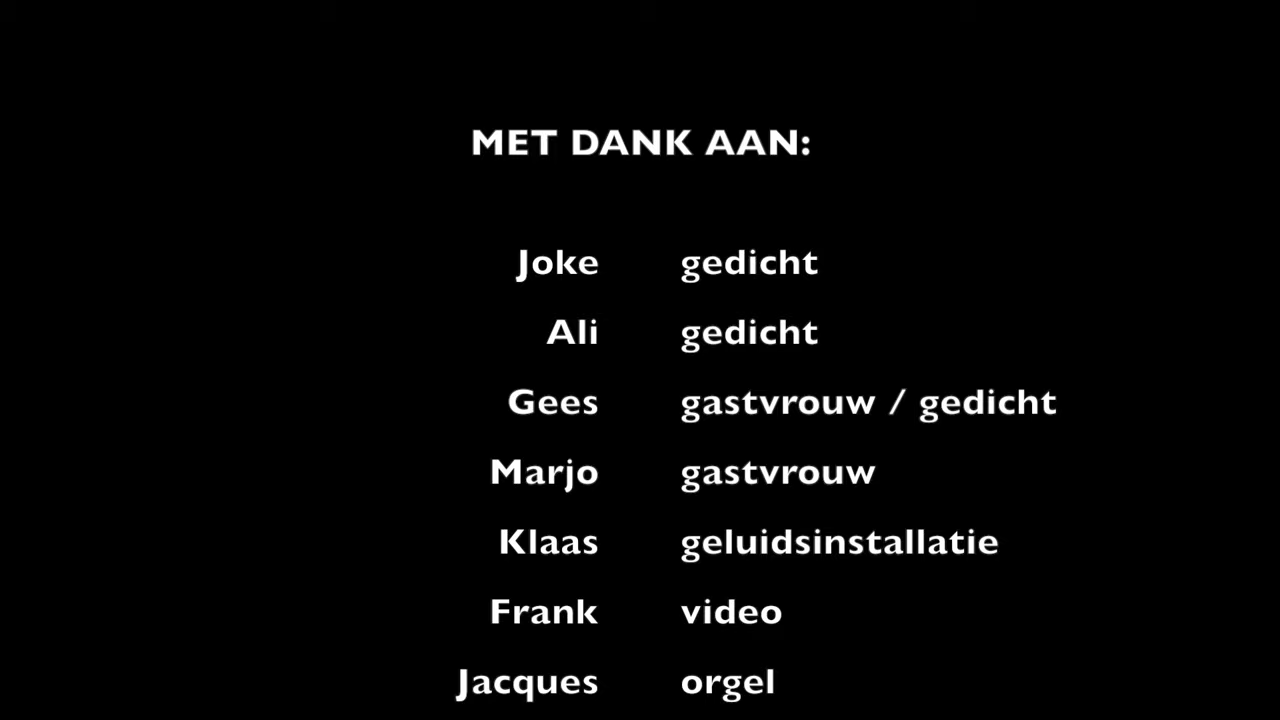 MET DANK AAN:
Joke gedicht
Ali gedicht
Gees gastvrouw / gedicht
Marjo gastvrouw
Klaas geluidsinstallatie
Frank video
Jacques orgel